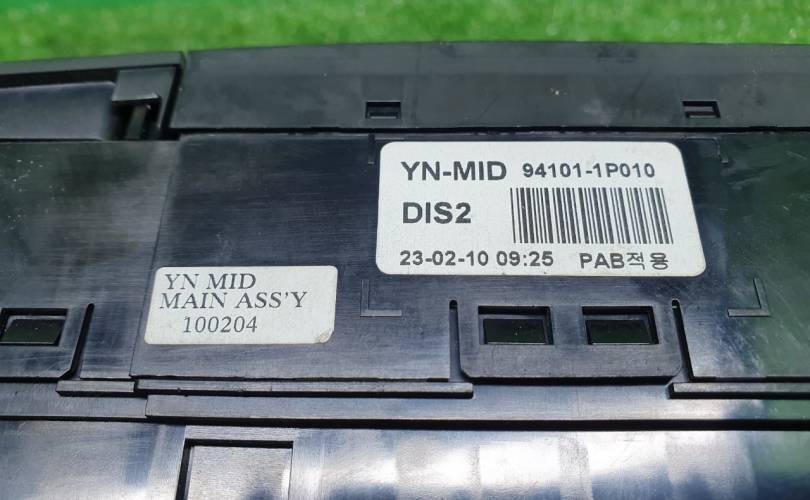 YN-MID 94101-1P010
DIS2
23-02-10 09:25 PAB적용
YN MID
MAIN ASS'Y
100204